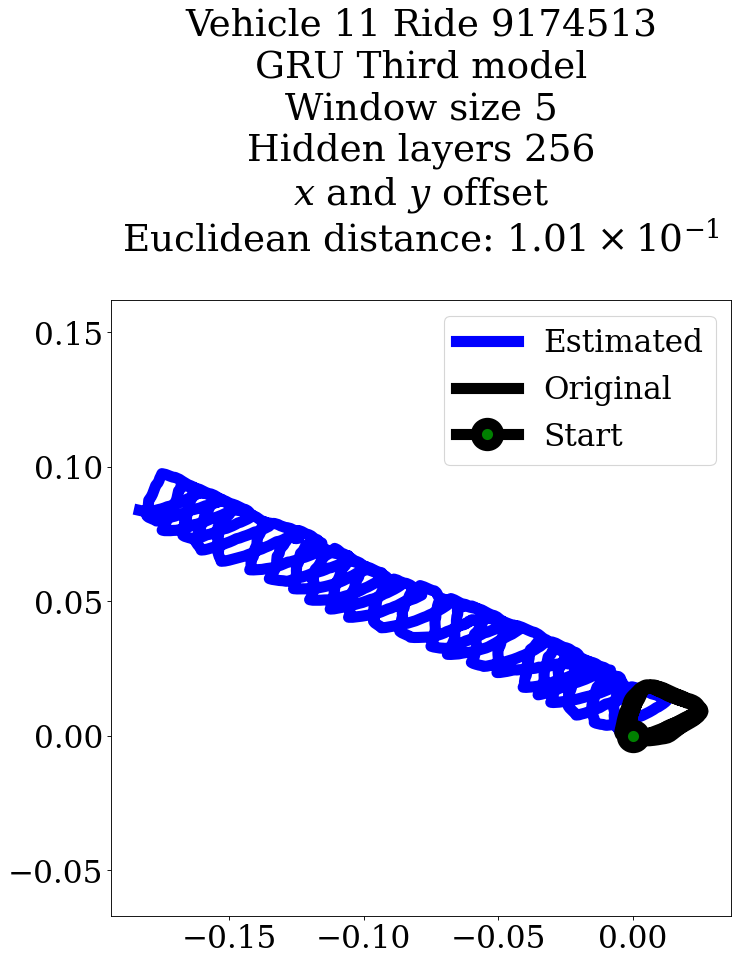 Vehicle 11 Ride 9174513
GRU Third model
Window size 5
Hidden layers 256
x and y offset
Euclidean distance: 1.01 × 10⁻¹
Estimated
Original
Start
0.15
0.10
0.05
0.00
−0.05
−0.15
−0.10
−0.05
0.00